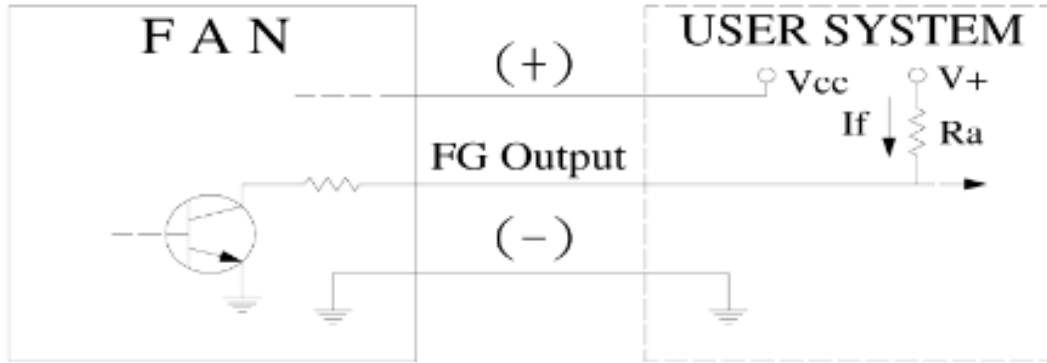 F A N
USER SYSTEM
(+)
Vcc
V+
If
Ra
FG Output
(-)